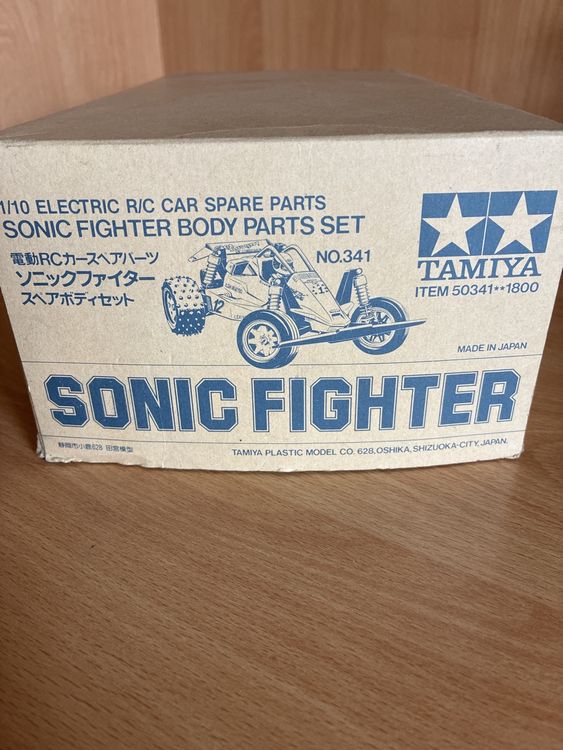 1/10 ELECTRIC R/C CAR SPARE PARTS
SONIC FIGHTER BODY PARTS SET
電動RCカースペアパーツ
ソニックファイター
スペアボディセット
NO.341
TAMIYA
ITEM 50341**1800
MADE IN JAPAN
SONIC FIGHTER
静岡市小鹿628 田宮模型
TAMIYA PLASTIC MODEL CO. 628, OSHIKA, SHIZUOKA-CITY, JAPAN.